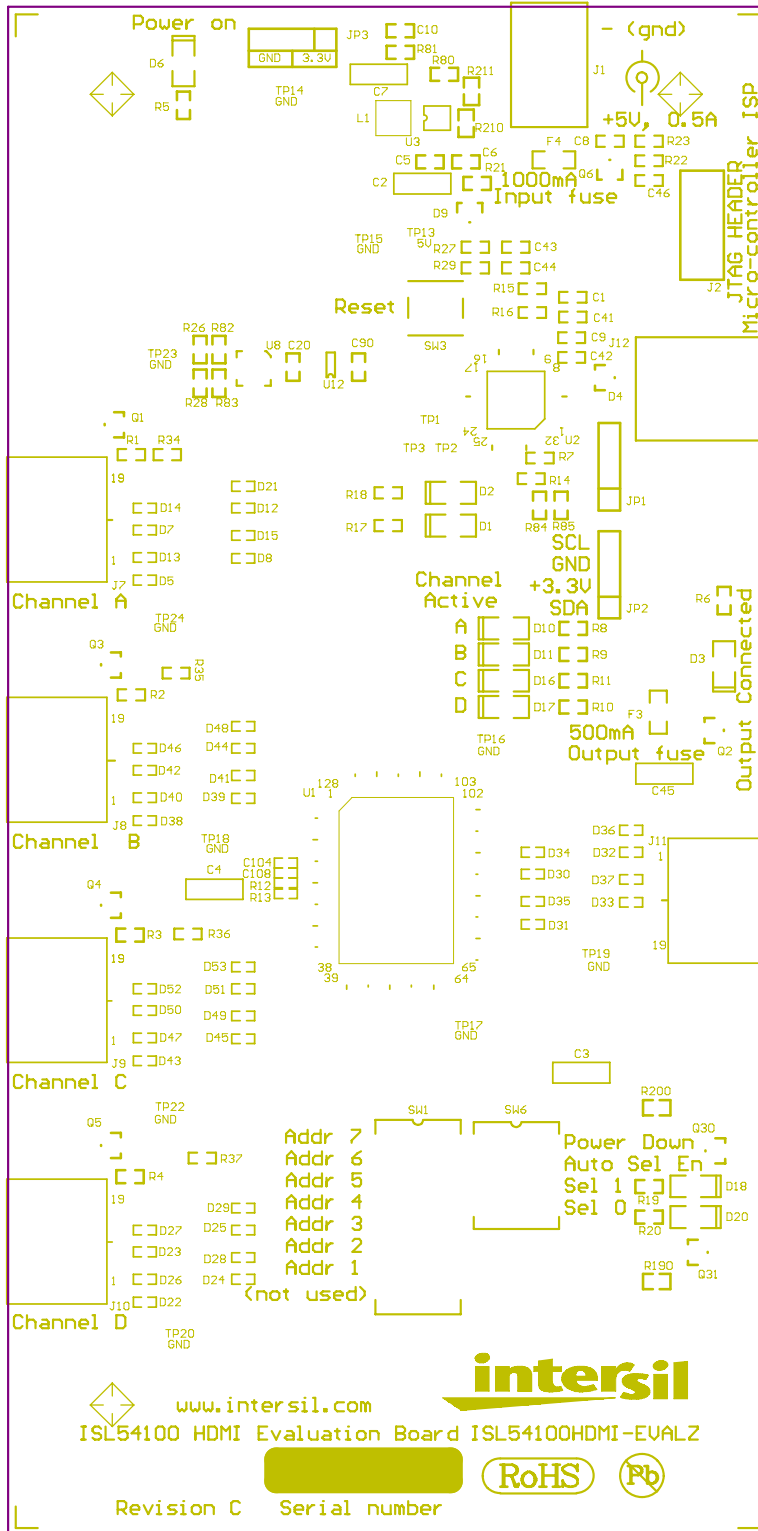 Power on
D6
R5
GND 3.3V
JP3
C10
R81
R80
R211
C7
TP14
GND
L1
U3
R210
J1
- (gnd)
+5V, 0.5A
C5
C6
R21
C2
F4
1000mA
Input fuse
C8
Q6
R23
R22
C46
JTAG HEADER
Micro-controller ISP
J2
D9
TP15
GND
TP13
5V
R27
C43
R29
C44
R15
R16
C1
C41
C9
C42
Reset
SW3
J12
D4
R26
R82
TP23
GND
R28
R83
U8
C20
U12
C90
16
17
9
8
TP1
24
25
32
1
U2
TP3
TP2
R7
R14
R84
R85
JP1
Q1
R1
R34
19
1
J7
Channel A
D14
D7
D13
D5
D21
D12
D15
D8
R18
D2
R17
D1
SCL
GND
+3.3V
SDA
JP2
Channel
Active
A
D10
R8
B
D11
R9
C
D16
R11
D
D17
R10
R6
D3
Output Connected
TP24
GND
Q3
R35
R2
19
1
J8
Channel B
D46
D42
D40
D38
D48
D44
D41
D39
TP16
GND
F3
500mA
Output fuse
Q2
C45
U1
128
1
103
102
38
39
65
64
TP18
GND
C4
C104
C108
R12
R13
D34
D30
D35
D31
D36
D32
D37
D33
J11
1
19
TP19
GND
Q4
R3
R36
19
1
J9
Channel C
D52
D50
D47
D43
D53
D51
D49
D45
TP17
GND
C3
TP22
GND
Q5
R37
R4
19
1
J10
Channel D
D27
D23
D26
D22
D29
D25
D28
D24
TP20
GND
SW1
SW6
Addr 7
Addr 6
Addr 5
Addr 4
Addr 3
Addr 2
Addr 1
(not used)
R200
Q30
Power Down
Auto Sel En
Sel 1
Sel 0
R19
D18
R20
D20
Q31
R190
intersil
www.intersil.com
ISL54100 HDMI Evaluation Board ISL54100HDMI-EVALZ
RoHS
Pb
Revision C Serial number